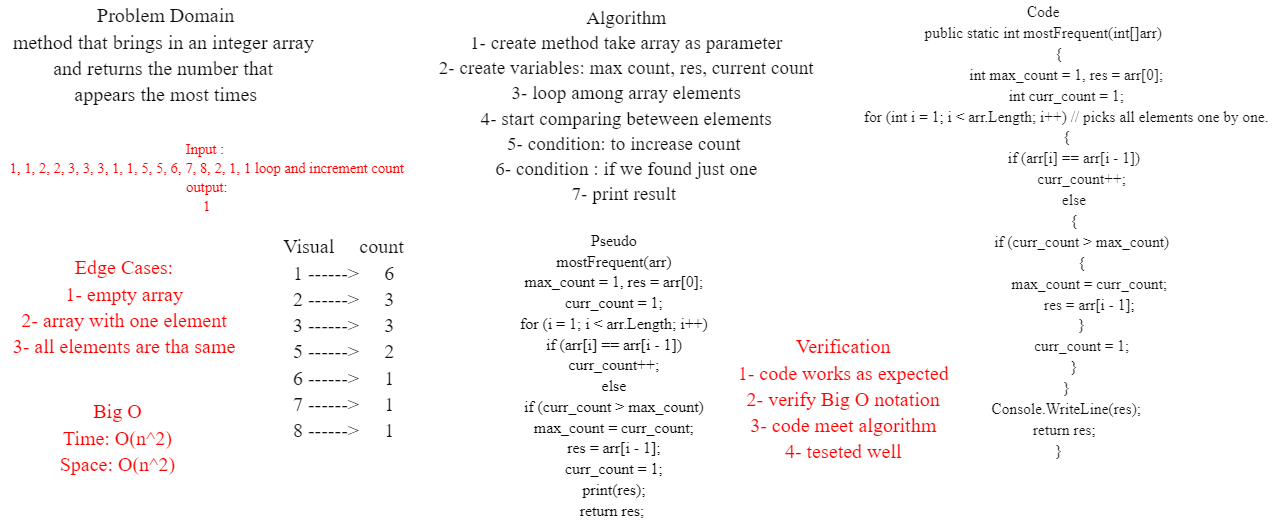 Problem Domain
method that brings in an integer array
and returns the number that
appears the most times
Input :
1, 1, 2, 2, 3, 3, 3, 1, 1, 5, 5, 6, 7, 8, 2, 1, 1 loop and increment count
output:
1
Edge Cases:
1- empty array
2- array with one element
3- all elements are tha same
Big O
Time: O(n^2)
Space: O(n^2)
Visual count
1 ------> 6
2 ------> 3
3 ------> 3
5 ------> 2
6 ------> 1
7 ------> 1
8 ------> 1
Algorithm
1- create method take array as parameter
2- create variables: max count, res, current count
3- loop among array elements
4- start comparing beteween elements
5- condition: to increase count
6- condition : if we found just one
7- print result
Pseudo
mostFrequent(arr)
max_count = 1, res = arr[0];
curr_count = 1;
for (i = 1; i < arr.Length; i++)
if (arr[i] == arr[i - 1])
curr_count++;
else
if (curr_count > max_count)
max_count = curr_count;
res = arr[i - 1];
curr_count = 1;
print(res);
return res;
Verification
1- code works as expected
2- verify Big O notation
3- code meet algorithm
4- teseted well
Code
public static int mostFrequent(int[]arr)
{
int max_count = 1, res = arr[0];
int curr_count = 1;
for (int i = 1; i < arr.Length; i++) // picks all elements one by one.
{
if (arr[i] == arr[i - 1])
curr_count++;
else
{
if (curr_count > max_count)
{
max_count = curr_count;
res = arr[i - 1];
}
curr_count = 1;
}
}
Console.WriteLine(res);
return res;
}